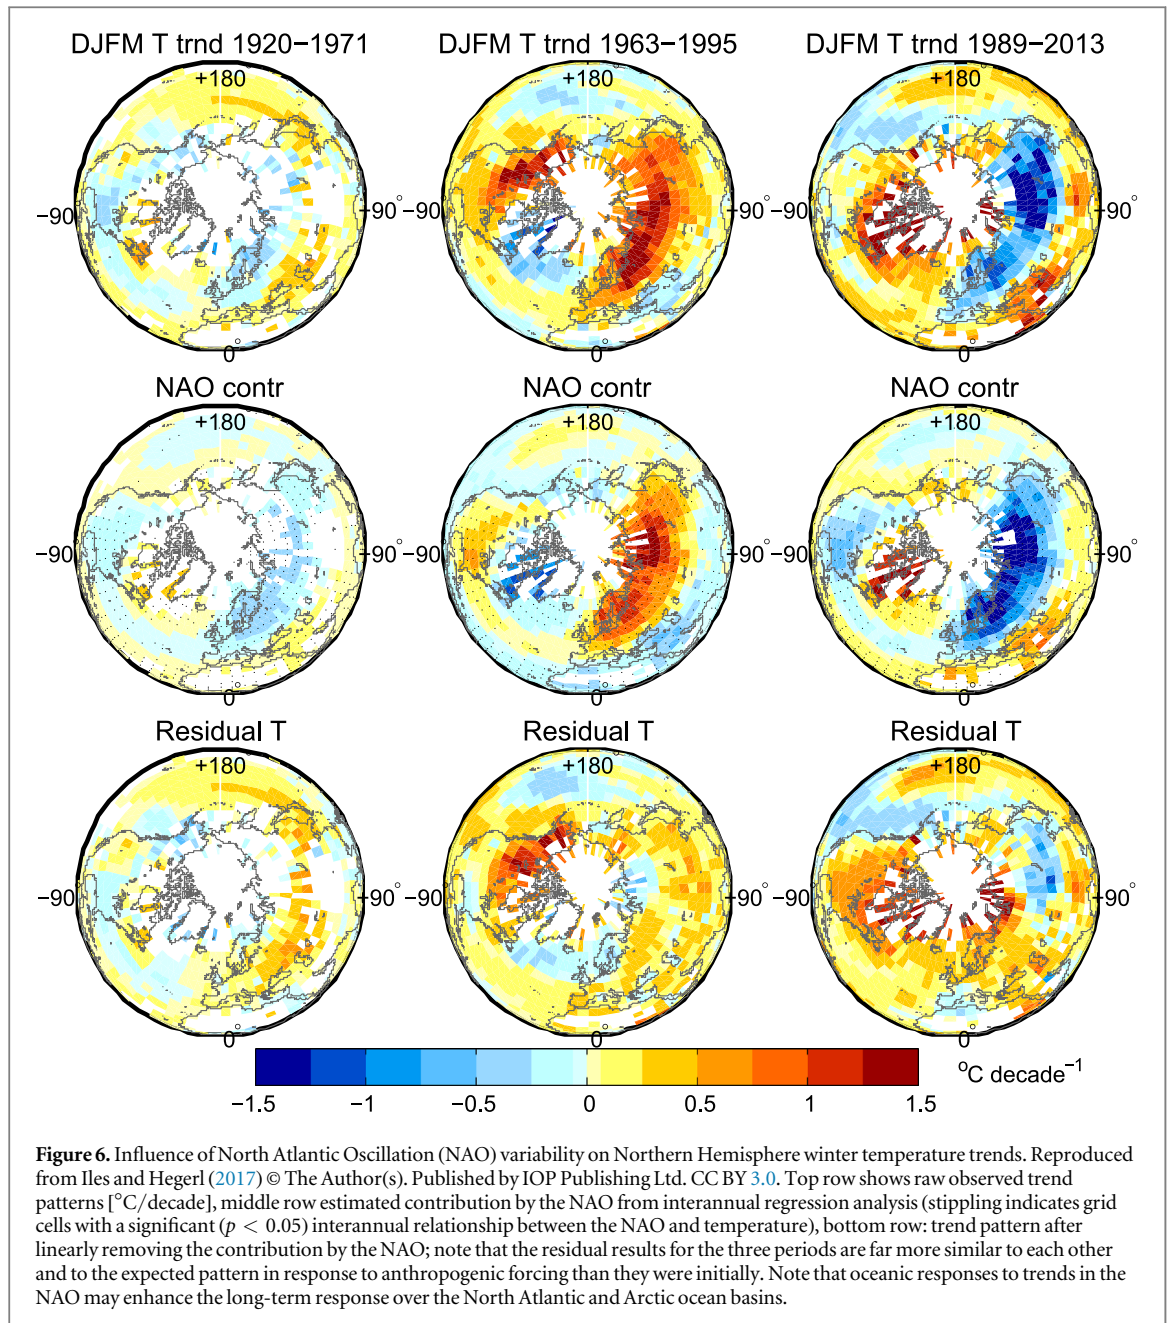 DJFM T trnd 1920−1971
DJFM T trnd 1963−1995
DJFM T trnd 1989−2013
+180
−90
+90°
0°
+180
−90
+90°
0°
+180
−90
+90°
0°
NAO contr
NAO contr
NAO contr
+180
−90
+90°
0°
+180
−90
+90°
0°
+180
−90
+90°
0°
Residual T
Residual T
Residual T
+180
−90
+90°
0°
+180
−90
+90°
0°
+180
−90
+90°
0°
−1.5 −1 −0.5 0 0.5 1 1.5
°C decade⁻¹
Figure 6. Influence of North Atlantic Oscillation (NAO) variability on Northern Hemisphere winter temperature trends. Reproduced
from Iles and Hegerl (2017) © The Author(s). Published by IOP Publishing Ltd. CC BY 3.0. Top row shows raw observed trend
patterns [°C/decade], middle row estimated contribution by the NAO from interannual regression analysis (stippling indicates grid
cells with a significant (p < 0.05) interannual relationship between the NAO and temperature), bottom row: trend pattern after
linearly removing the contribution by the NAO; note that the residual results for the three periods are far more similar to each other
and to the expected pattern in response to anthropogenic forcing than they were initially. Note that oceanic responses to trends in the
NAO may enhance the long-term response over the North Atlantic and Arctic ocean basins.